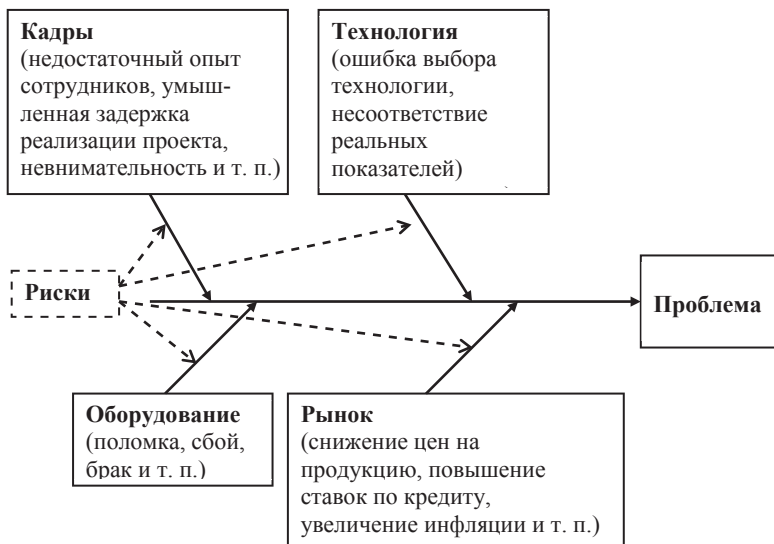 Кадры
(недостаточный опыт
сотрудников, умыш-
ленная задержка
реализации проекта,
невнимательность и т. п.)
Технология
(ошибка выбора
технологии,
несоответствие
реальных
показателей)
Риски
Проблема
Оборудование
(поломка, сбой,
брак и т. п.)
Рынок
(снижение цен на
продукцию, повышение
ставок по кредиту,
увеличение инфляции и т. п.)